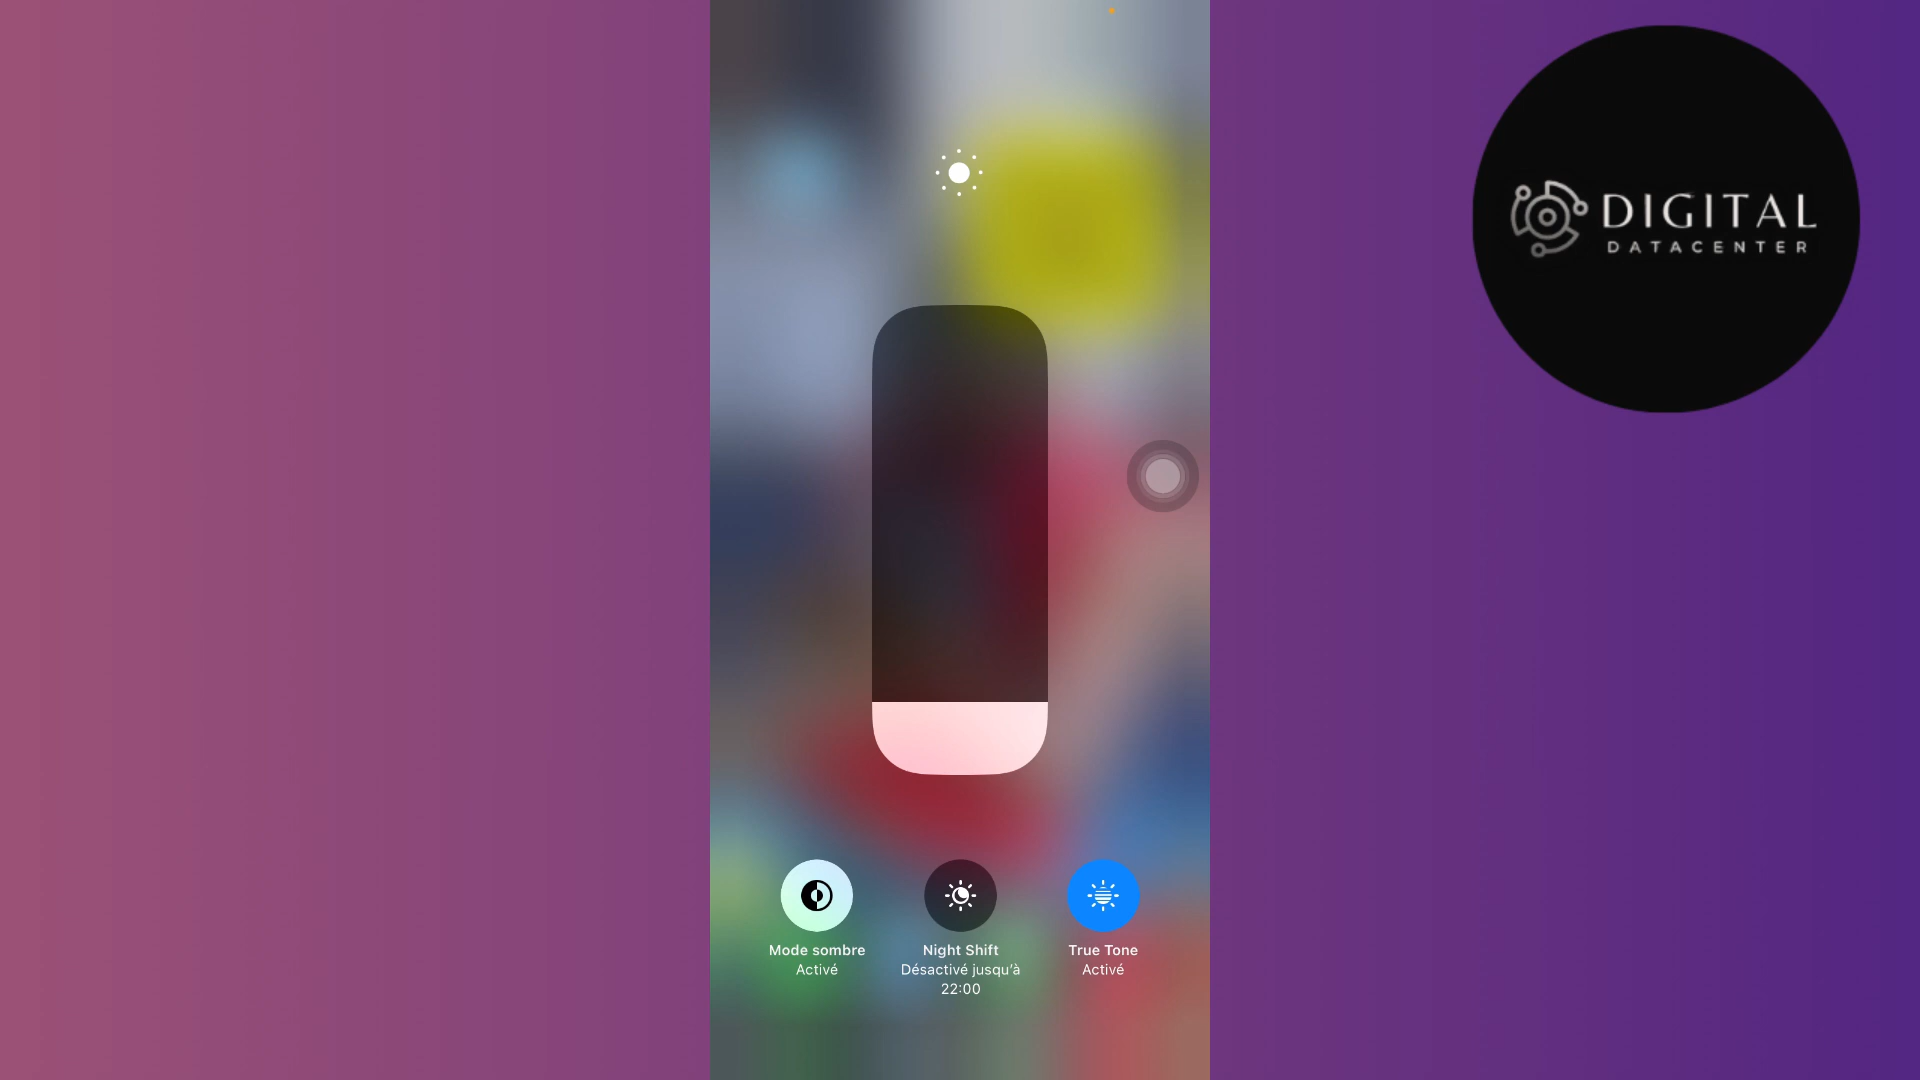 DIGITAL
DATACENTER
Mode sombre
Activé
Night Shift
Désactivé jusqu’à
22:00
True Tone
Activé